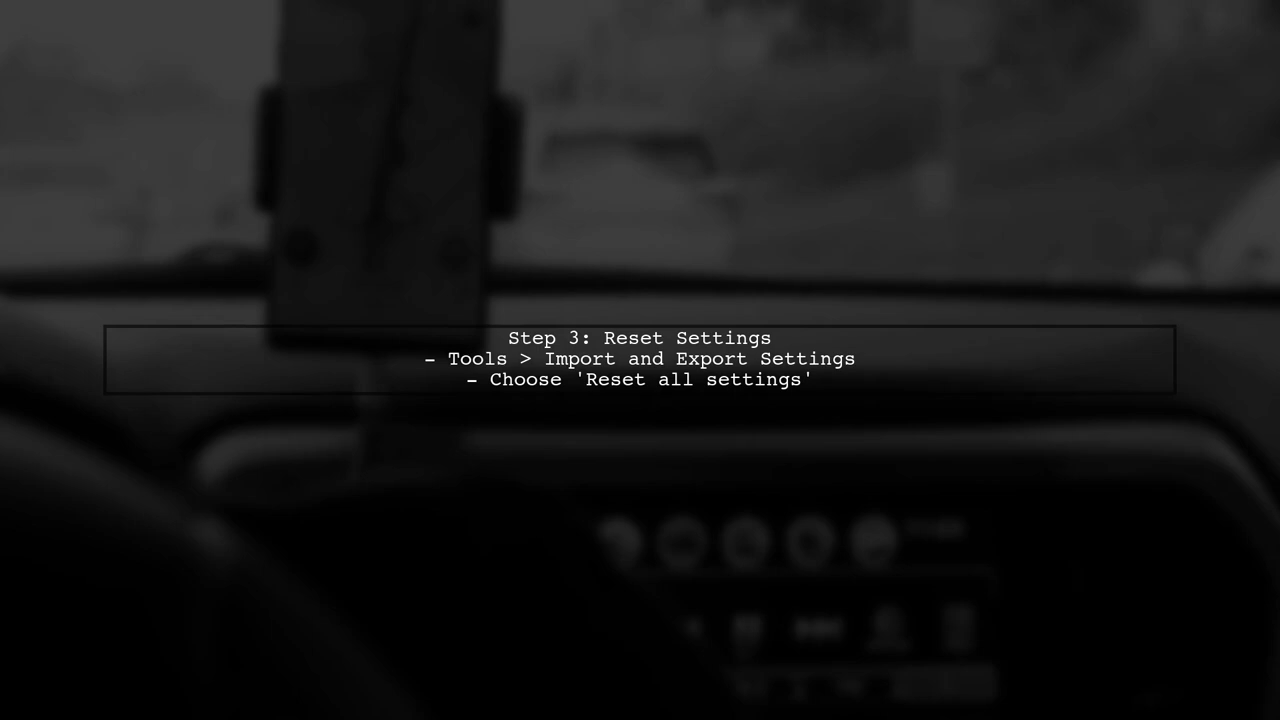 Step 3: Reset Settings
- Tools > Import and Export Settings
- Choose 'Reset all settings'